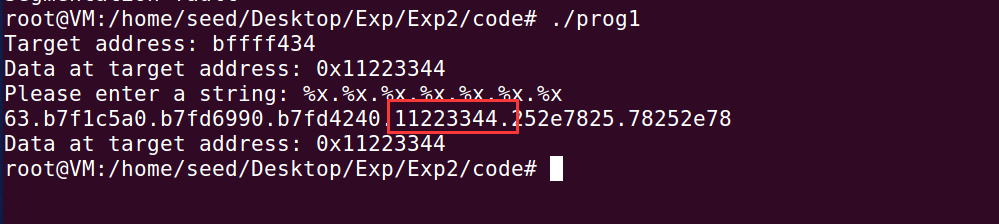 root@VM:/home/seed/Desktop/Exp/Exp2/code# ./prog1
Target address: bffff434
Data at target address: 0x11223344
Please enter a string: %x.%x.%x.%x.%x.%x.%x
63.b7f1c5a0.b7fd6990.b7fd4240.11223344.252e7825.78252e78
Data at target address: 0x11223344
root@VM:/home/seed/Desktop/Exp/Exp2/code#